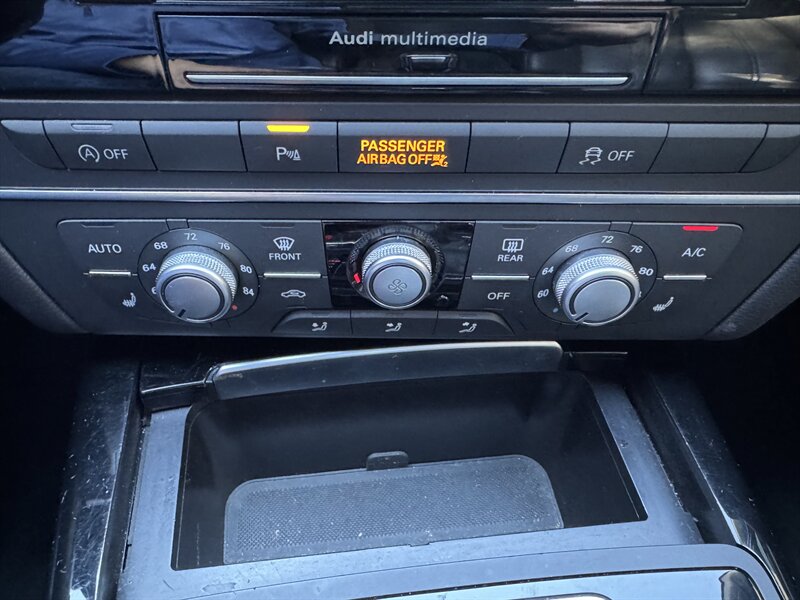 Audi multimedia
A OFF
P
PASSENGER
AIRBAG OFF 2
OFF
AUTO
64 68 72 76 80 84
FRONT
REAR
OFF
60 64 68 72 76 80
A/C